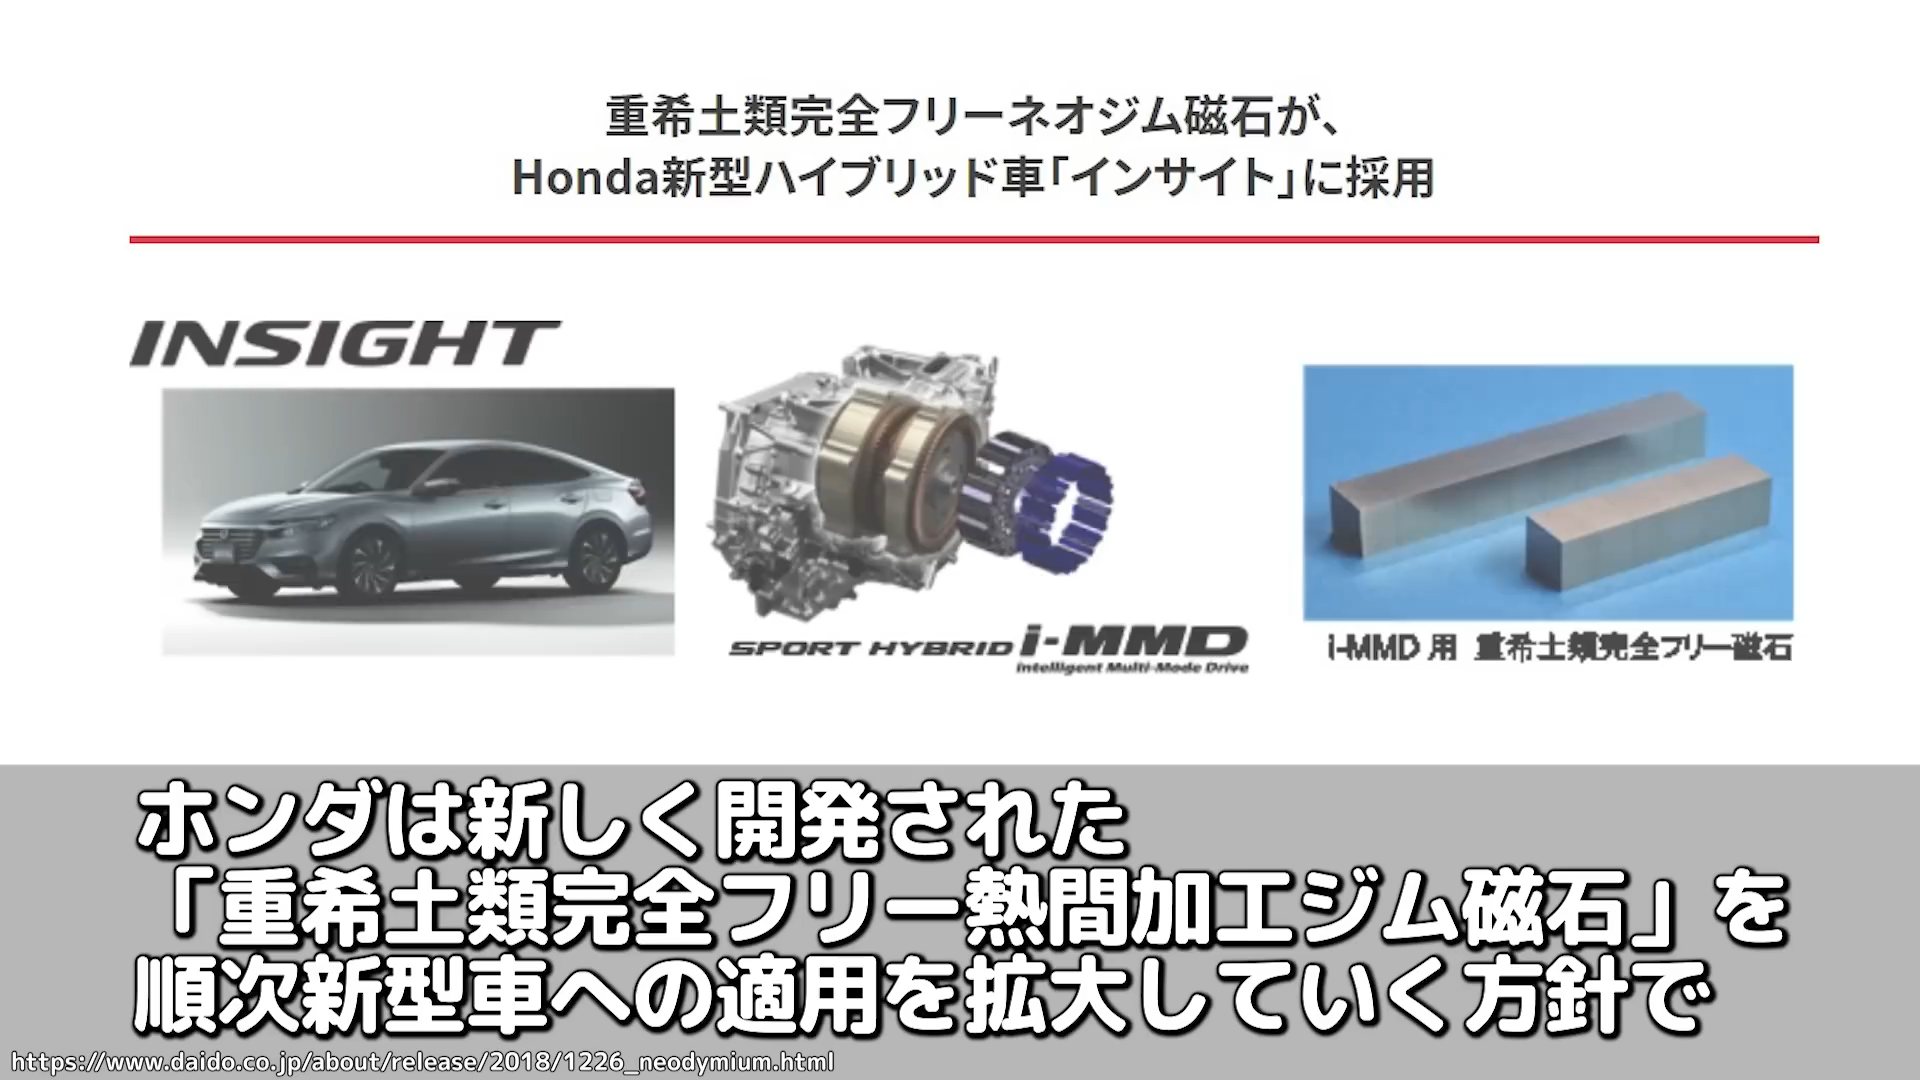 重希土類完全フリーネオジム磁石が、
Honda新型ハイブリッド車「インサイト」に採用
INSIGHT
SPORT HYBRID i-MMD
intelligent Multi-Mode Drive
i-MMD 用 重希土類完全フリー磁石
ホンダは新しく開発された
「重希土類完全フリー熱間加工ジム磁石」を
順次新型車への適用を拡大していく方針で
https://www.daido.co.jp/about/release/2018/1226_neodymium.html